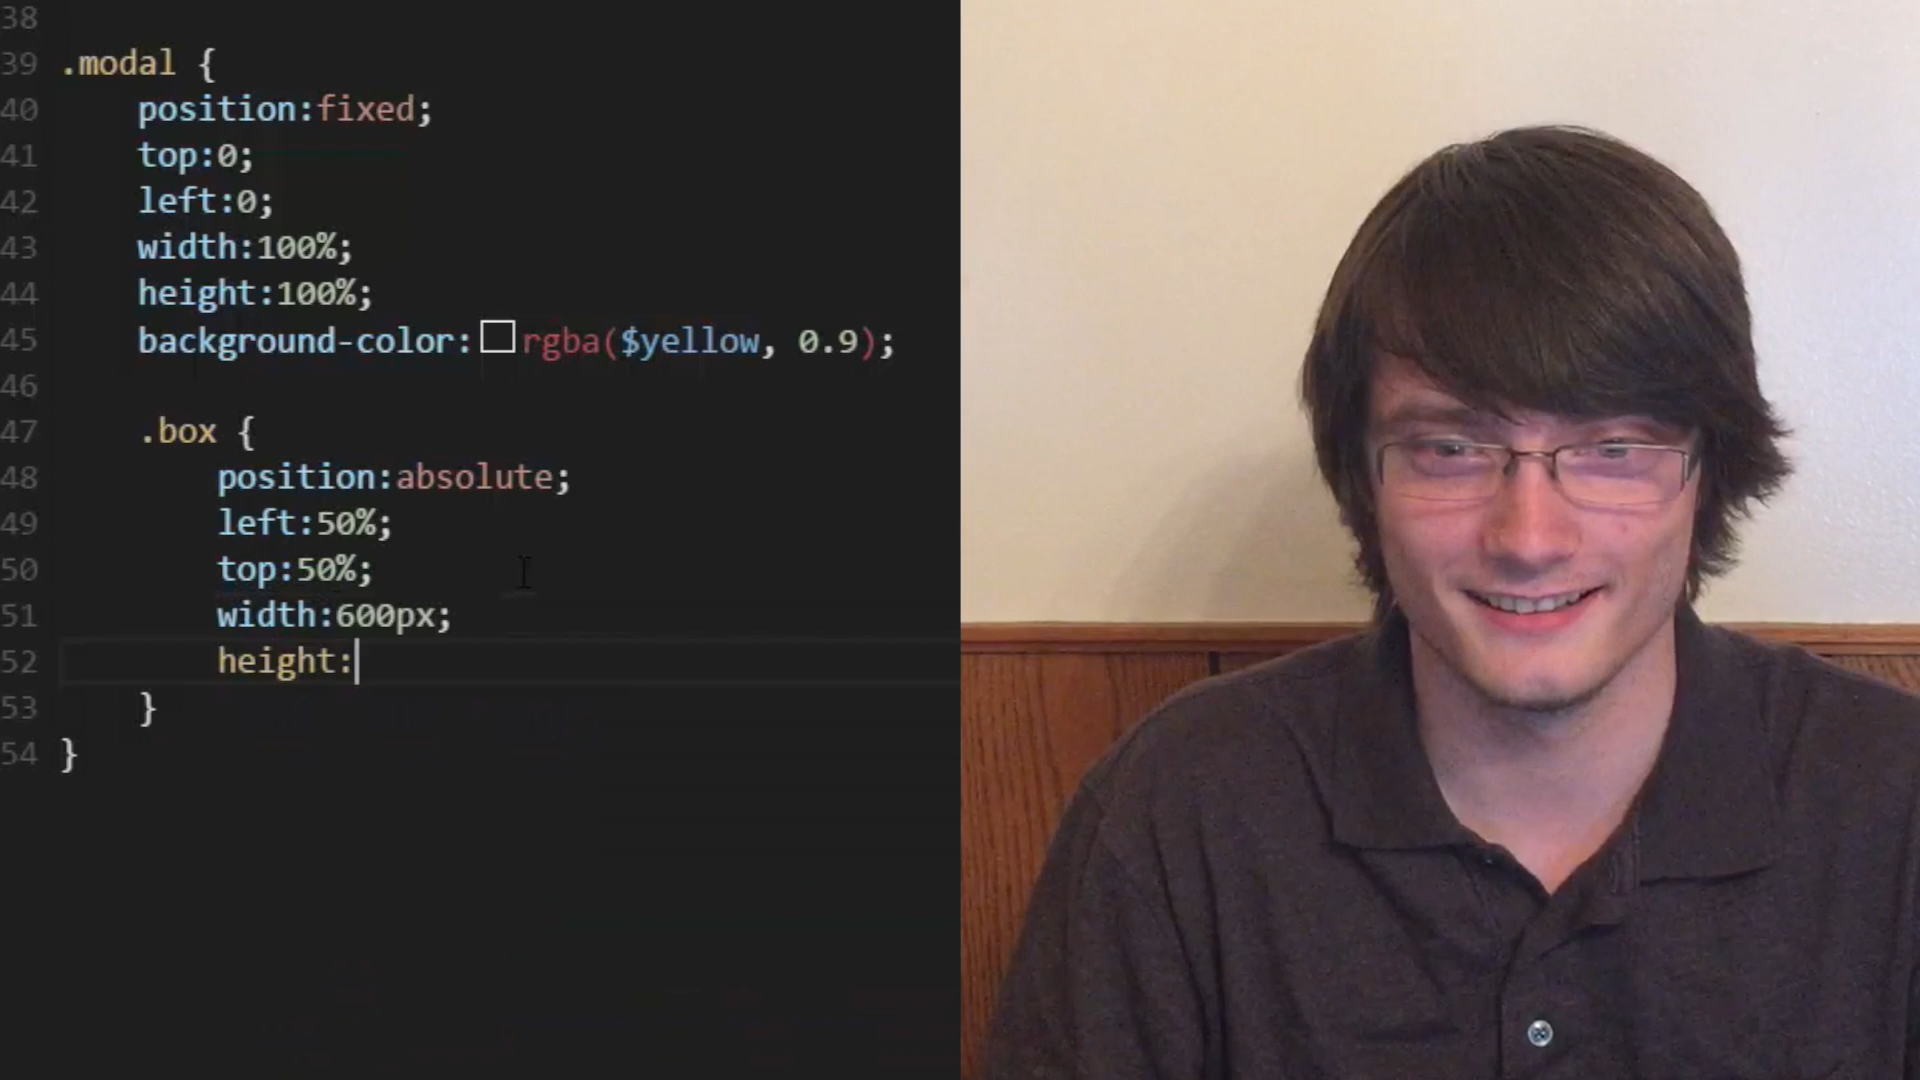 38
39 .modal {
40 position:fixed;
41 top:0;
42 left:0;
43 width:100%;
44 height:100%;
45 background-color:rgba($yellow, 0.9);
46
47 .box {
48 position:absolute;
49 left:50%;
50 top:50%;
51 width:600px;
52 height:
53 }
54 }